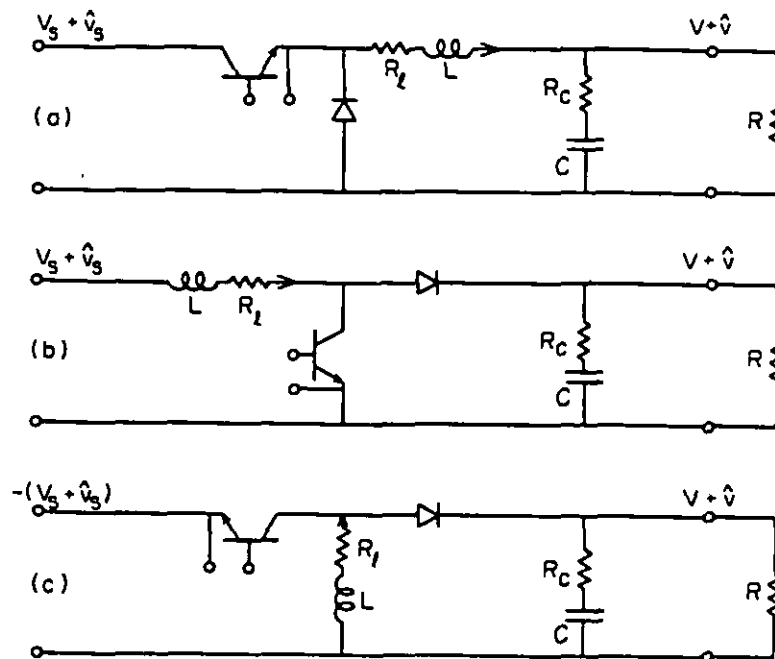 V_s + v̂_s
V + v̂
R_ℓ
L
R_C
C
R
(a)
V_s + v̂_s
V + v̂
L
R_ℓ
R_C
C
R
(b)
-(V_s + v̂_s)
V + v̂
R_ℓ
L
R_C
C
R
(c)